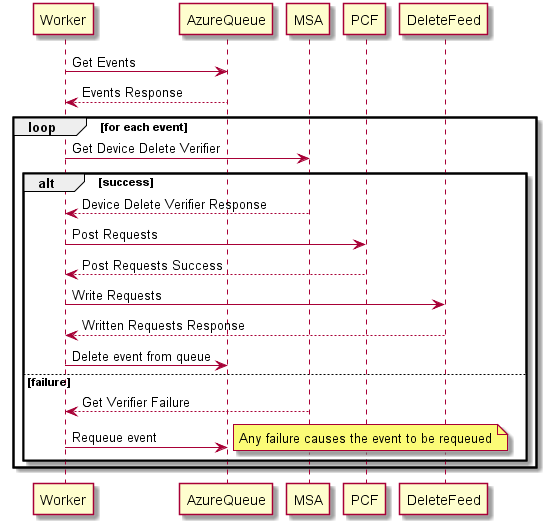 Worker AzureQueue MSA PCF DeleteFeed
Get Events
Events Response
loop [for each event]
Get Device Delete Verifier
alt [success]
Device Delete Verifier Response
Post Requests
Post Requests Success
Write Requests
Written Requests Response
Delete event from queue
[failure]
Get Verifier Failure
Requeue event Any failure causes the event to be requeued
Worker AzureQueue MSA PCF DeleteFeed